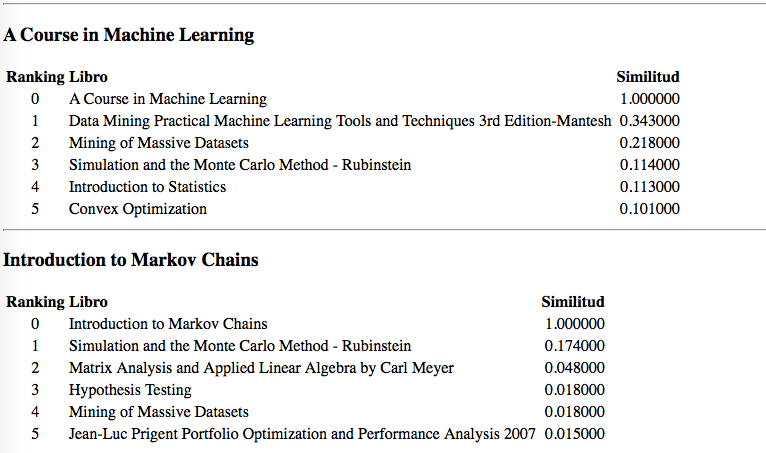 A Course in Machine Learning
Ranking Libro Similitud
0 A Course in Machine Learning 1.000000
1 Data Mining Practical Machine Learning Tools and Techniques 3rd Edition-Mantesh 0.343000
2 Mining of Massive Datasets 0.218000
3 Simulation and the Monte Carlo Method - Rubinstein 0.114000
4 Introduction to Statistics 0.113000
5 Convex Optimization 0.101000
Introduction to Markov Chains
Ranking Libro Similitud
0 Introduction to Markov Chains 1.000000
1 Simulation and the Monte Carlo Method - Rubinstein 0.174000
2 Matrix Analysis and Applied Linear Algebra by Carl Meyer 0.048000
3 Hypothesis Testing 0.018000
4 Mining of Massive Datasets 0.018000
5 Jean-Luc Prigent Portfolio Optimization and Performance Analysis 2007 0.015000